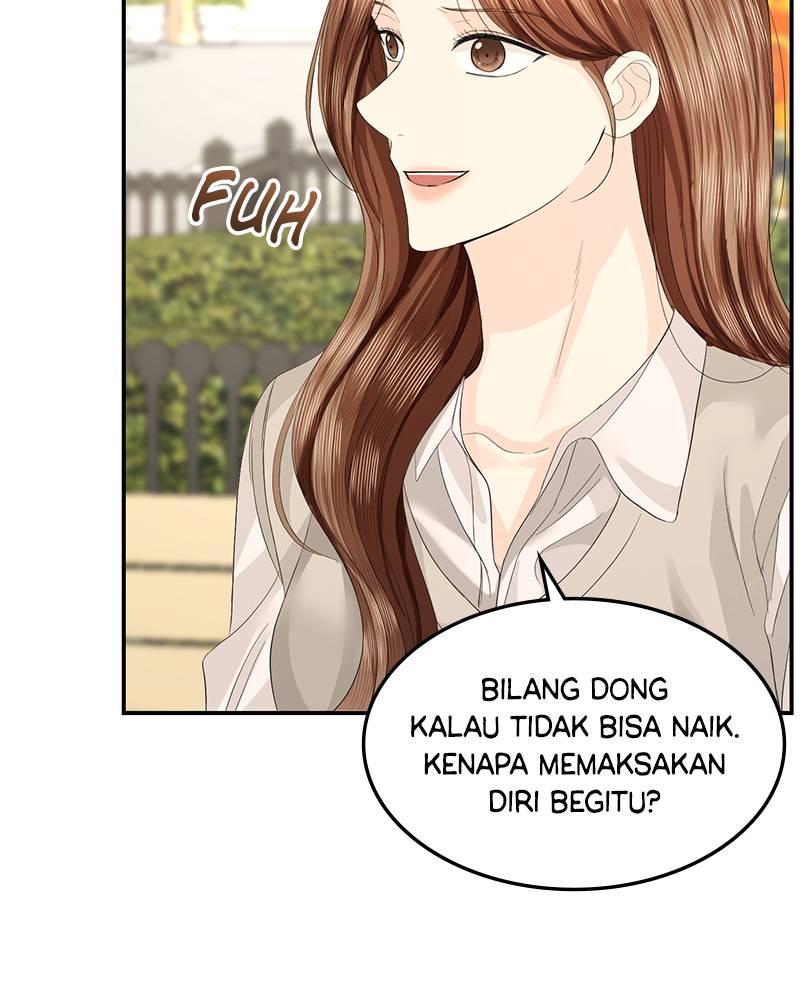 FUH
BILANG DONG
KALAU TIDAK BISA NAIK.
KENAPA MEMAKSAKAN
DIRI BEGITU?